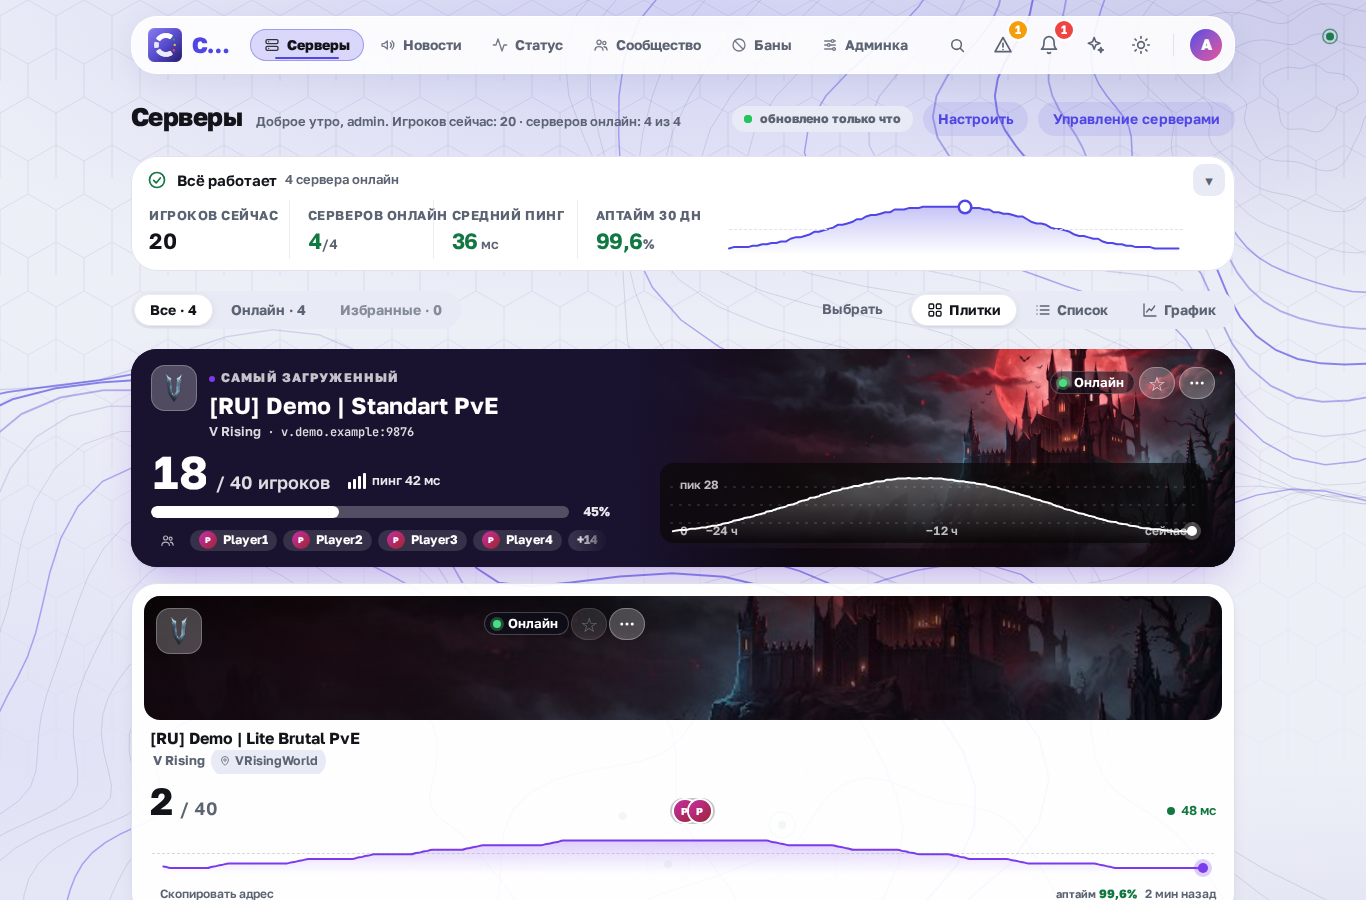 С...
Серверы
Новости
Статус
Сообщество
Баны
Админка
1
1
A
Серверы
Доброе утро, admin. Игроков сейчас: 20 · серверов онлайн: 4 из 4
обновлено только что
Настроить
Управление серверами
Всё работает
4 сервера онлайн
ИГРОКОВ СЕЙЧАС
20
СЕРВЕРОВ ОНЛАЙН
4/4
СРЕДНИЙ ПИНГ
36 мс
АПТАЙМ 30 ДН
99,6%
Все · 4
Онлайн · 4
Избранные · 0
Выбрать
Плитки
Список
График
САМЫЙ ЗАГРУЖЕННЫЙ
[RU] Demo | Standart PvE
V Rising · v.demo.example:9876
Онлайн
18 / 40 игроков
пинг 42 мс
45%
P Player1
P Player2
P Player3
P Player4
+14
пик 28
0
−24 ч
−12 ч
сейчас
Онлайн
[RU] Demo | Lite Brutal PvE
V Rising
VRisingWorld
2 / 40
P
P
48 мс
Скопировать адрес
аптайм 99,6%
2 мин назад